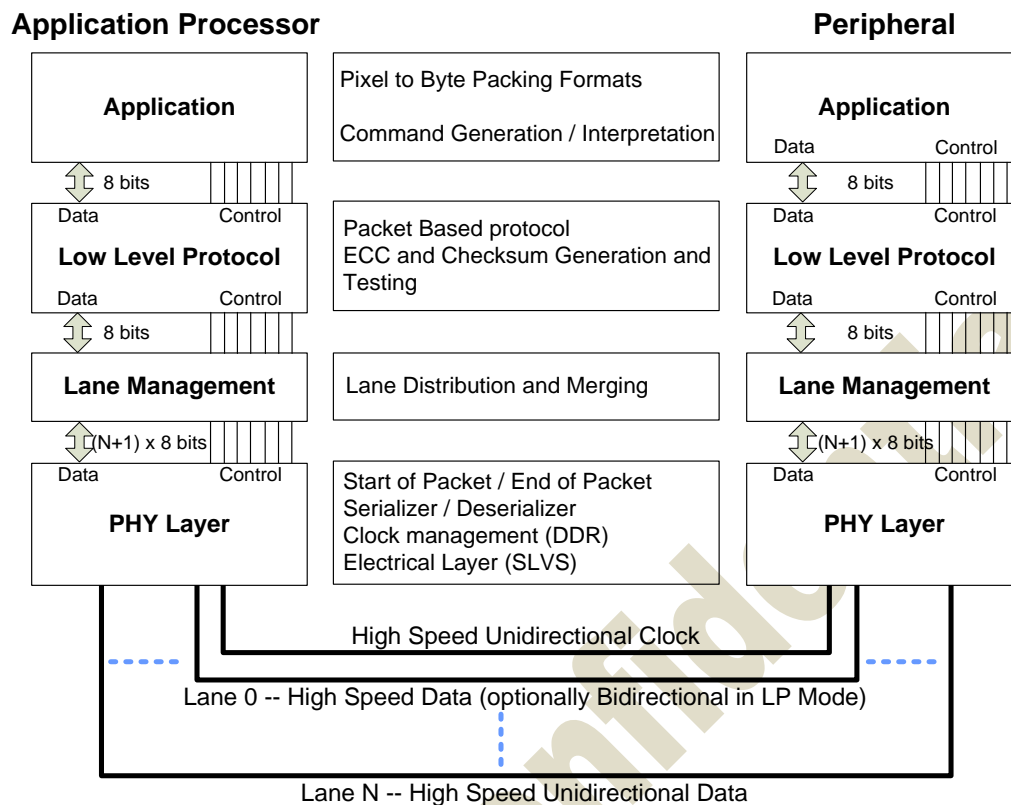 Application Processor
Peripheral
Application
Pixel to Byte Packing Formats
Command Generation / Interpretation
Application
Data
Control
8 bits
8 bits
Data
Control
Low Level Protocol
Data
Control
Packet Based protocol
ECC and Checksum Generation and
Testing
Data
Control
Low Level Protocol
Data
Control
8 bits
8 bits
Lane Management
Lane Distribution and Merging
Lane Management
(N+1) x 8 bits
(N+1) x 8 bits
Data
Control
PHY Layer
Start of Packet / End of Packet
Serializer / Deserializer
Clock management (DDR)
Electrical Layer (SLVS)
Data
Control
PHY Layer
High Speed Unidirectional Clock
Lane 0 -- High Speed Data (optionally Bidirectional in LP Mode)
Lane N -- High Speed Unidirectional Data